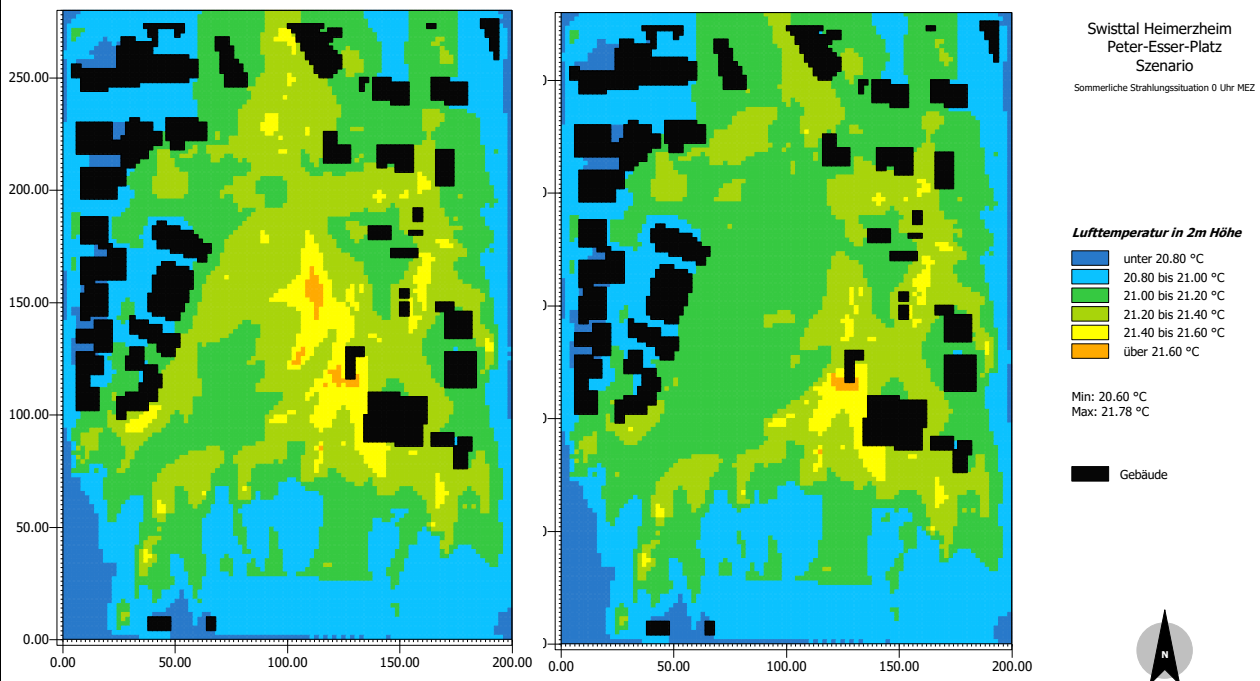 250.00
200.00
150.00
100.00
50.00
0.00
0.00
50.00
100.00
150.00
200.00
0.00
50.00
100.00
150.00
200.00
Swisttal Heimerzheim
Peter-Esser-Platz
Szenario
Sommerliche Strahlungssituation 0 Uhr MEZ
Lufttemperatur in 2m Höhe
unter 20.80 °C
20.80 bis 21.00 °C
21.00 bis 21.20 °C
21.20 bis 21.40 °C
21.40 bis 21.60 °C
über 21.60 °C
Min: 20.60 °C
Max: 21.78 °C
Gebäude
N